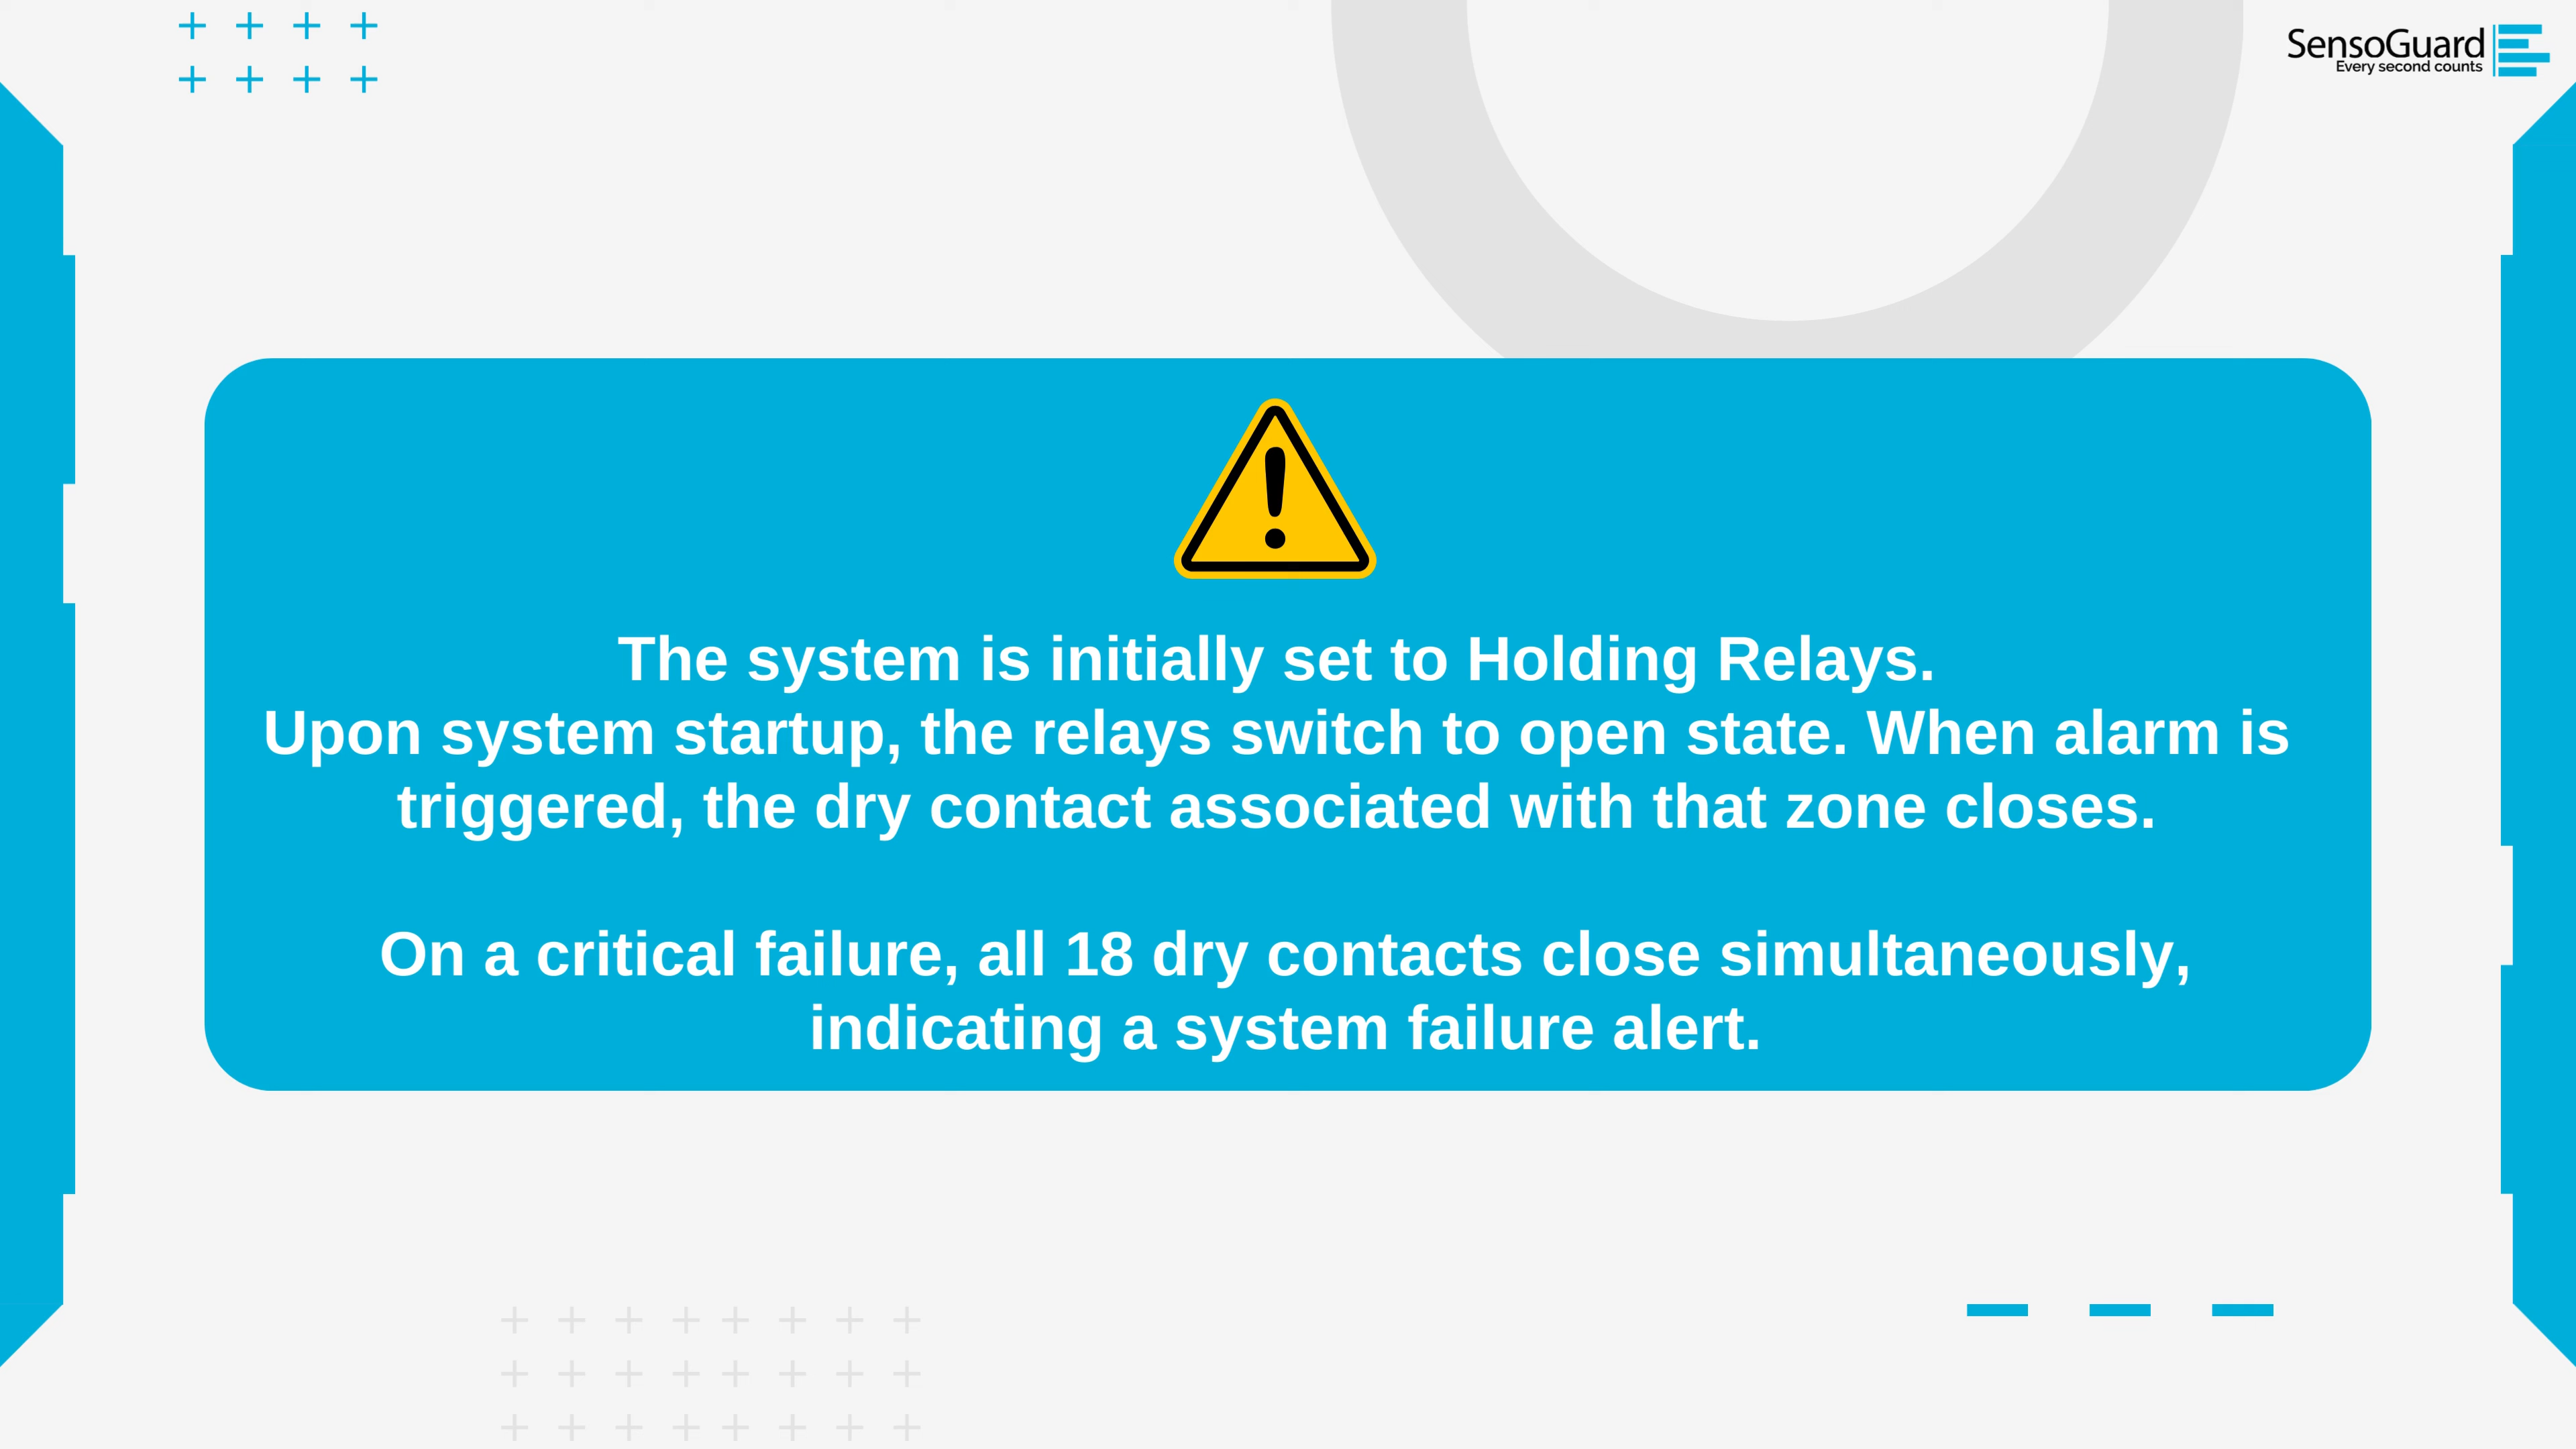 SensoGuard
Every second counts
The system is initially set to Holding Relays.
Upon system startup, the relays switch to open state. When alarm is
triggered, the dry contact associated with that zone closes.
On a critical failure, all 18 dry contacts close simultaneously,
indicating a system failure alert.